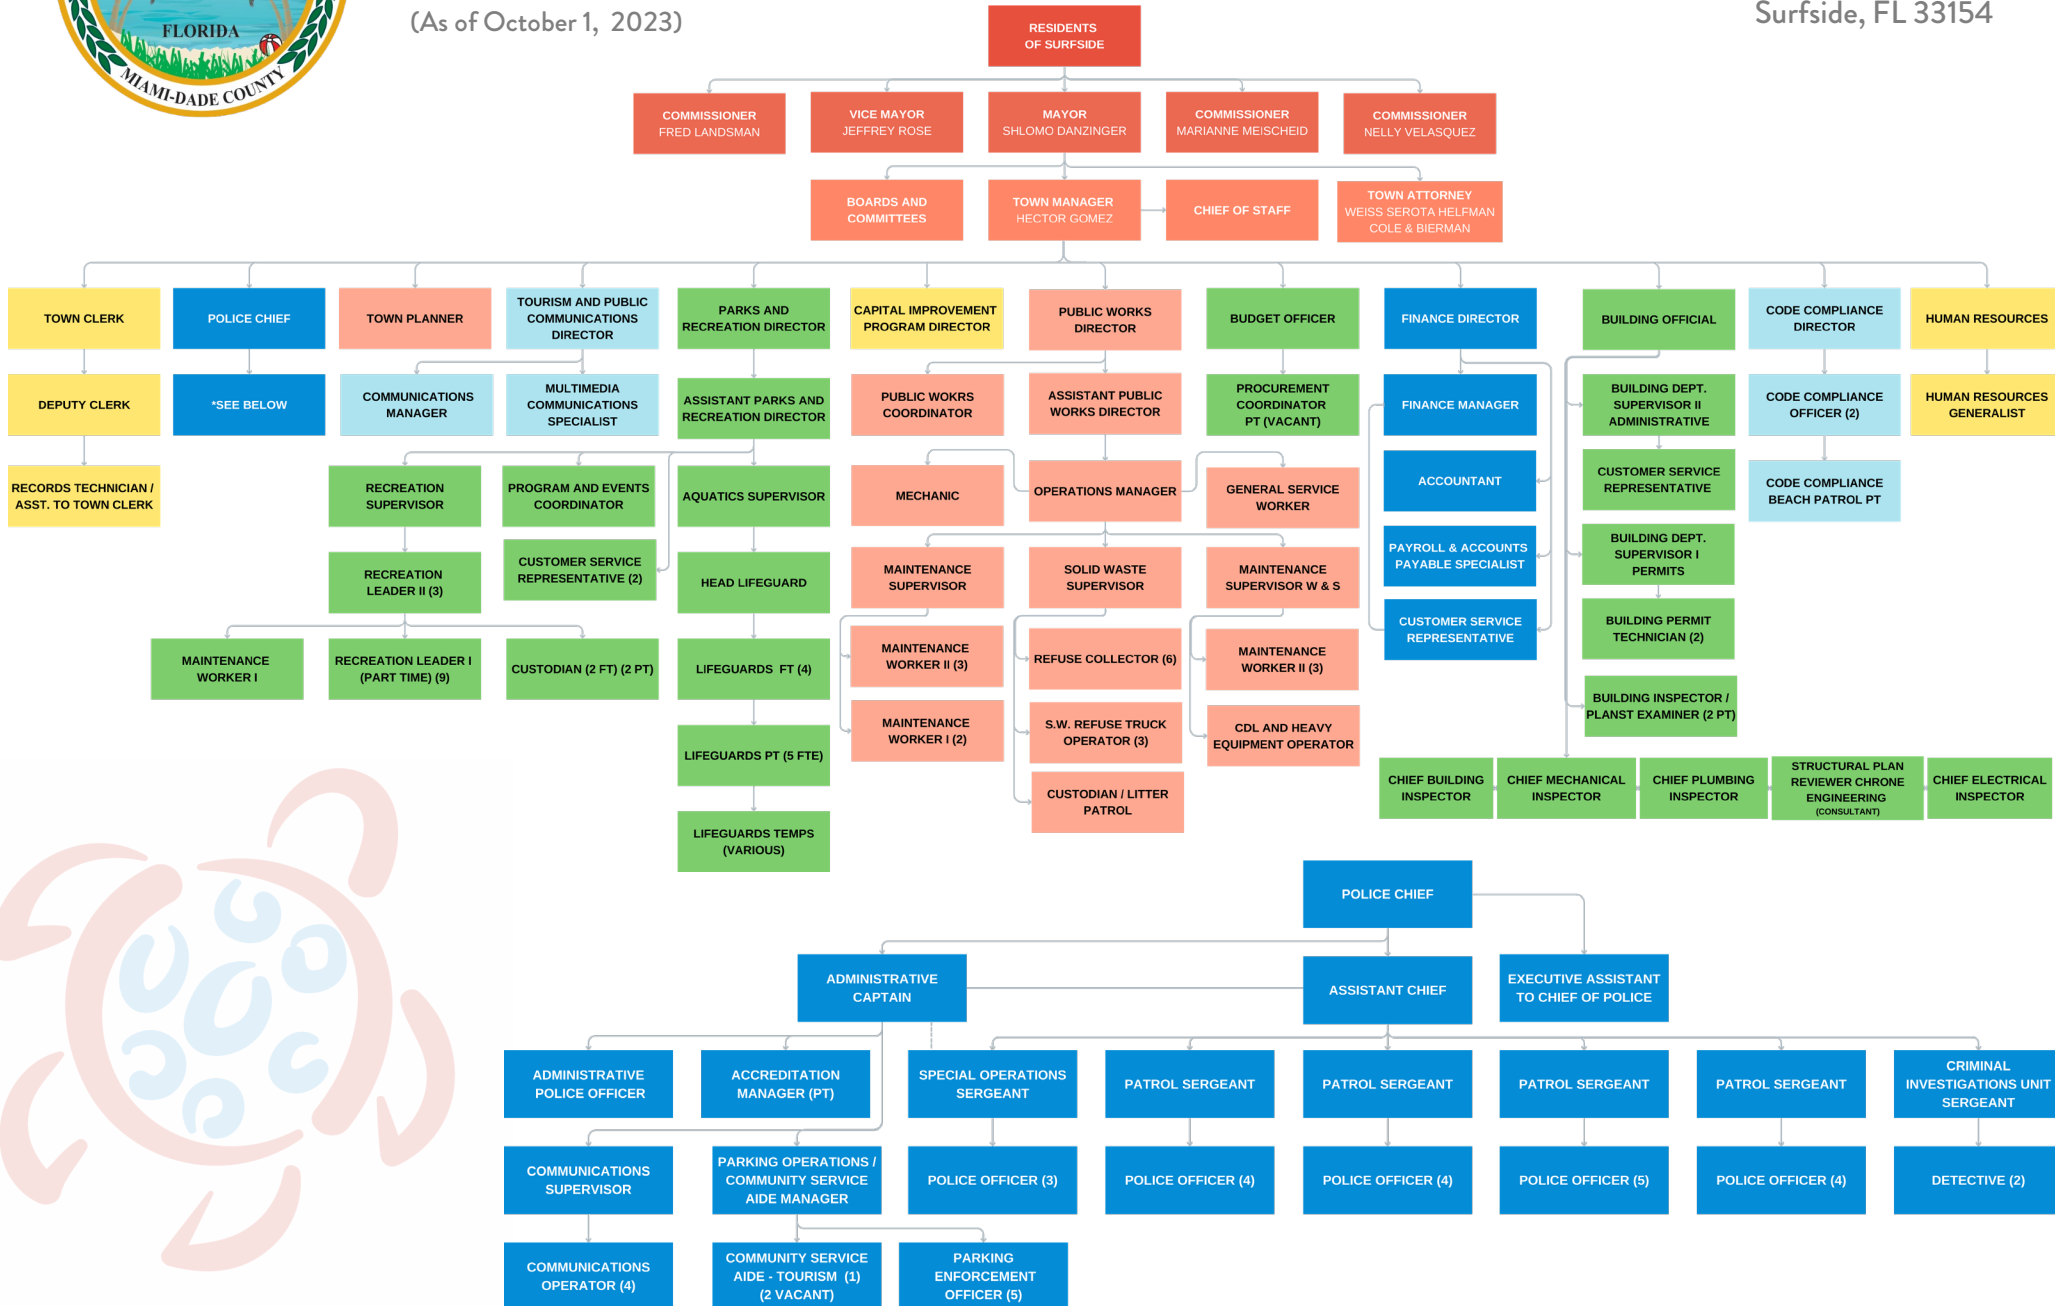 FLORIDA
MIAMI-DADE COUNTY
(As of October 1, 2023)
Surfside, FL 33154
RESIDENTS
OF SURFSIDE
COMMISSIONER
FRED LANDSMAN
VICE MAYOR
JEFFREY ROSE
MAYOR
SHLOMO DANZINGER
COMMISSIONER
MARIANNE MEISCHEID
COMMISSIONER
NELLY VELASQUEZ
BOARDS AND
COMMITTEES
TOWN MANAGER
HECTOR GOMEZ
CHIEF OF STAFF
TOWN ATTORNEY
WEISS SEROTA HELFMAN
COLE & BIERMAN
TOWN CLERK
POLICE CHIEF
TOWN PLANNER
TOURISM AND PUBLIC
COMMUNICATIONS
DIRECTOR
PARKS AND
RECREATION DIRECTOR
CAPITAL IMPROVEMENT
PROGRAM DIRECTOR
PUBLIC WORKS
DIRECTOR
BUDGET OFFICER
FINANCE DIRECTOR
BUILDING OFFICIAL
CODE COMPLIANCE
DIRECTOR
HUMAN RESOURCES
DEPUTY CLERK
*SEE BELOW
COMMUNICATIONS
MANAGER
MULTIMEDIA
COMMUNICATIONS
SPECIALIST
ASSISTANT PARKS AND
RECREATION DIRECTOR
PUBLIC WOKRS
COORDINATOR
ASSISTANT PUBLIC
WORKS DIRECTOR
PROCUREMENT
COORDINATOR
PT (VACANT)
FINANCE MANAGER
BUILDING DEPT.
SUPERVISOR II
ADMINISTRATIVE
CODE COMPLIANCE
OFFICER (2)
HUMAN RESOURCES
GENERALIST
RECORDS TECHNICIAN /
ASST. TO TOWN CLERK
RECREATION
SUPERVISOR
PROGRAM AND EVENTS
COORDINATOR
AQUATICS SUPERVISOR
MECHANIC
OPERATIONS MANAGER
GENERAL SERVICE
WORKER
ACCOUNTANT
CUSTOMER SERVICE
REPRESENTATIVE
CODE COMPLIANCE
BEACH PATROL PT
RECREATION
LEADER II (3)
CUSTOMER SERVICE
REPRESENTATIVE (2)
HEAD LIFEGUARD
MAINTENANCE
SUPERVISOR
SOLID WASTE
SUPERVISOR
MAINTENANCE
SUPERVISOR W & S
PAYROLL & ACCOUNTS
PAYABLE SPECIALIST
BUILDING DEPT.
SUPERVISOR I
PERMITS
MAINTENANCE
WORKER I
RECREATION LEADER I
(PART TIME) (9)
CUSTODIAN (2 FT) (2 PT)
LIFEGUARDS FT (4)
MAINTENANCE
WORKER II (3)
REFUSE COLLECTOR (6)
MAINTENANCE
WORKER II (3)
CUSTOMER SERVICE
REPRESENTATIVE
BUILDING PERMIT
TECHNICIAN (2)
LIFEGUARDS PT (5 FTE)
MAINTENANCE
WORKER I (2)
S.W. REFUSE TRUCK
OPERATOR (3)
CDL AND HEAVY
EQUIPMENT OPERATOR
BUILDING INSPECTOR /
PLANST EXAMINER (2 PT)
LIFEGUARDS TEMPS
(VARIOUS)
CUSTODIAN / LITTER
PATROL
CHIEF BUILDING
INSPECTOR
CHIEF MECHANICAL
INSPECTOR
CHIEF PLUMBING
INSPECTOR
STRUCTURAL PLAN
REVIEWER CHRONE
ENGINEERING
(CONSULTANT)
CHIEF ELECTRICAL
INSPECTOR
POLICE CHIEF
ADMINISTRATIVE
CAPTAIN
ASSISTANT CHIEF
EXECUTIVE ASSISTANT
TO CHIEF OF POLICE
ADMINISTRATIVE
POLICE OFFICER
ACCREDITATION
MANAGER (PT)
SPECIAL OPERATIONS
SERGEANT
PATROL SERGEANT
PATROL SERGEANT
PATROL SERGEANT
PATROL SERGEANT
CRIMINAL
INVESTIGATIONS UNIT
SERGEANT
COMMUNICATIONS
SUPERVISOR
PARKING OPERATIONS /
COMMUNITY SERVICE
AIDE MANAGER
POLICE OFFICER (3)
POLICE OFFICER (4)
POLICE OFFICER (4)
POLICE OFFICER (5)
POLICE OFFICER (4)
DETECTIVE (2)
COMMUNICATIONS
OPERATOR (4)
COMMUNITY SERVICE
AIDE - TOURISM (1)
(2 VACANT)
PARKING
ENFORCEMENT
OFFICER (5)